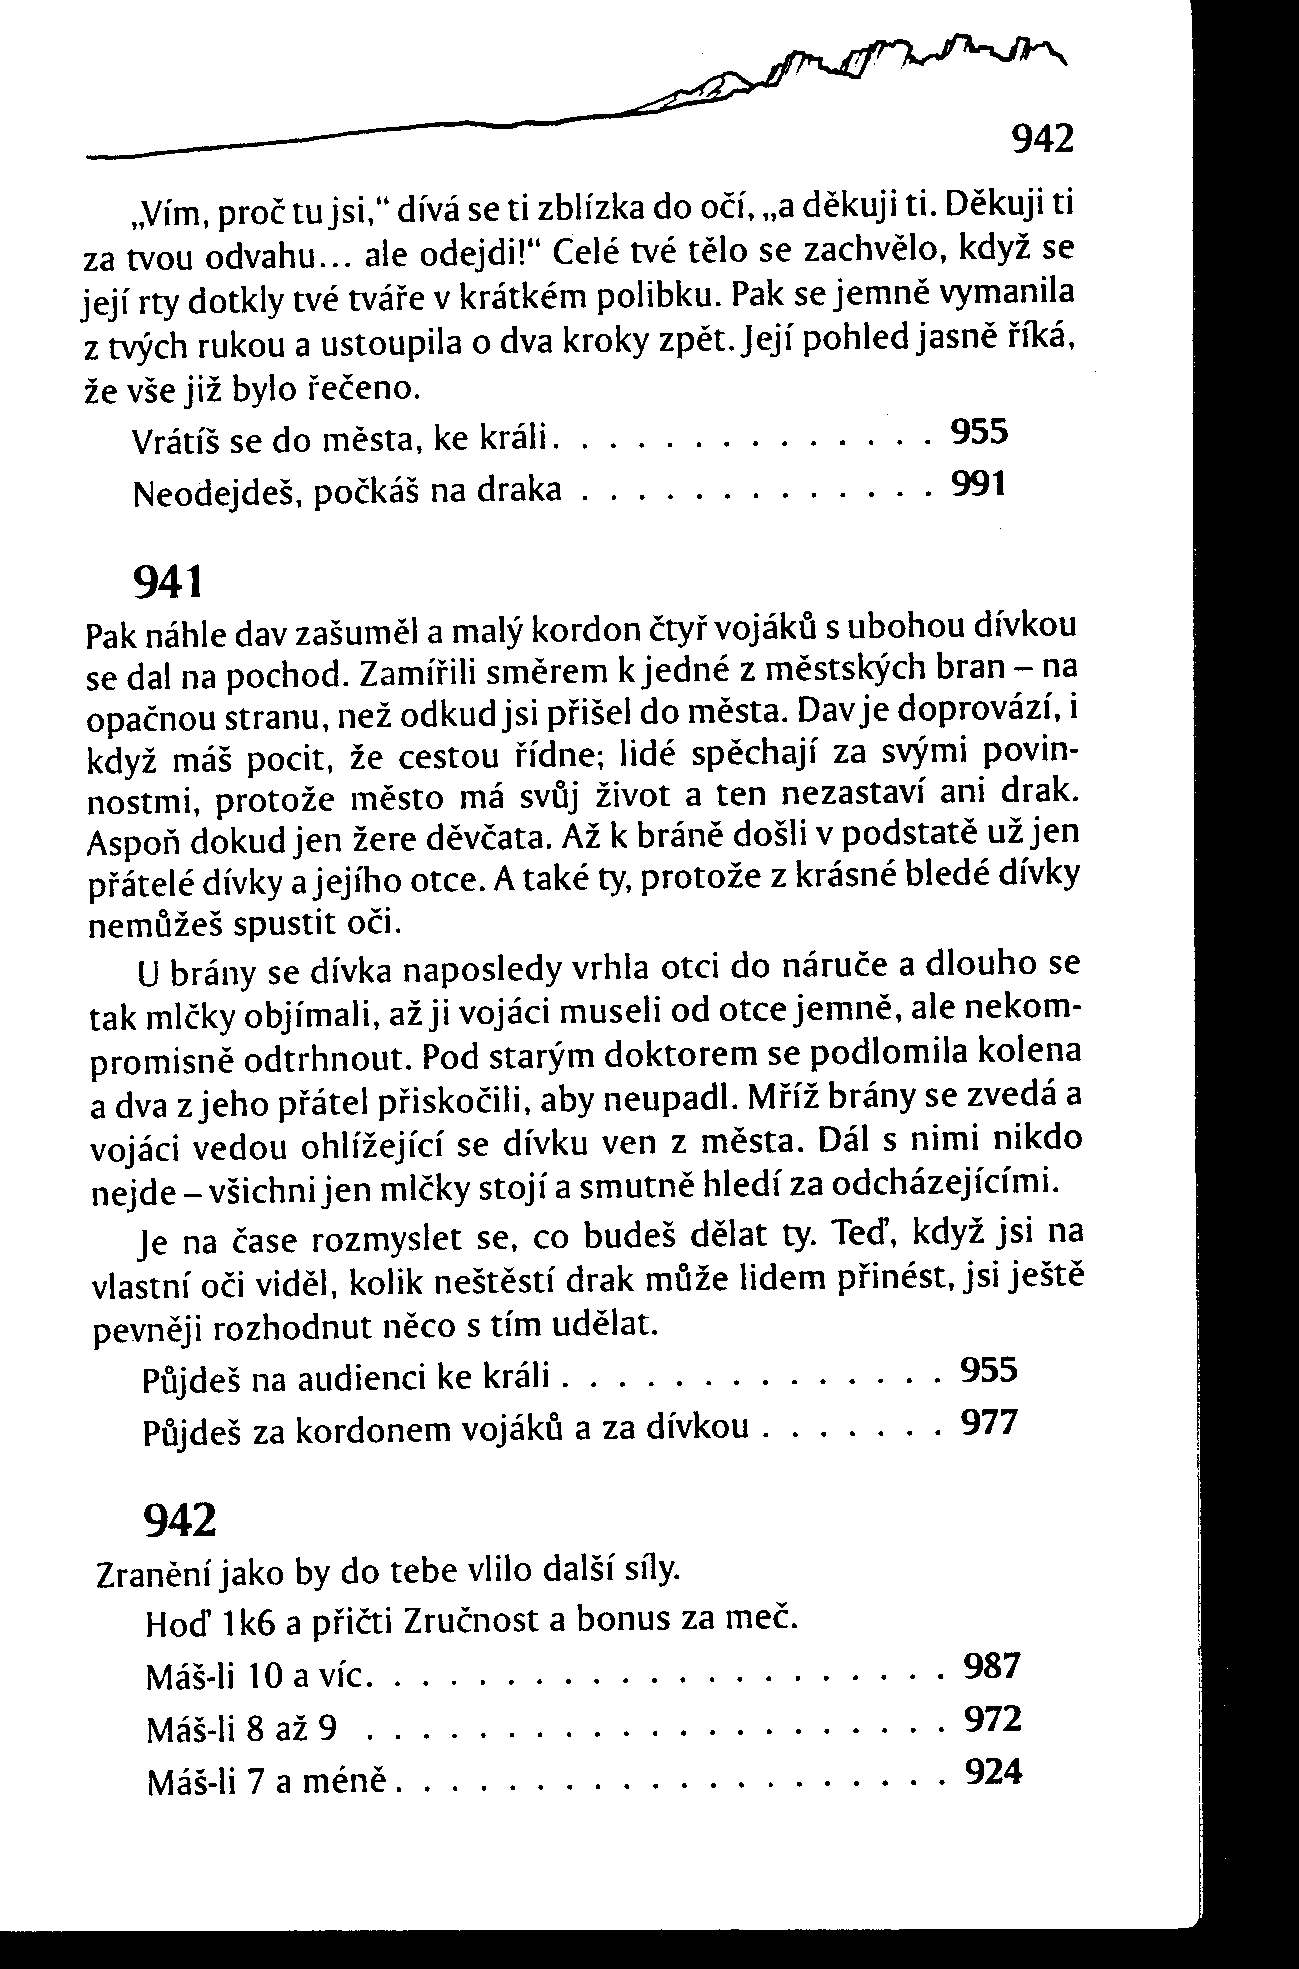 942
„Vím, proč tu jsi,“ dívá se ti zblízka do očí, „a děkuji ti. Děkuji ti
za tvou odvahu... ale odejdi!“ Celé tvé tělo se zachvělo, když se
její rty dotkly tvé tváře v krátkém polibku. Pak se jemně vymanila
z tvých rukou a ustoupila o dva kroky zpět. Její pohled jasně říká,
že vše již bylo řečeno.
Vrátíš se do města, ke králi. . . . . . . . . . . . . . 955
Neodejdeš, počkáš na draka . . . . . . . . . . . . . 991
941
Pak náhle dav zašuměl a malý kordon čtyř vojáků s ubohou dívkou
se dal na pochod. Zamířili směrem k jedné z městských bran – na
opačnou stranu, než odkud jsi přišel do města. Dav je doprovází, i
když máš pocit, že cestou řídne; lidé spěchají za svými povin-
nostmi, protože město má svůj život a ten nezastaví ani drak.
Aspoň dokud jen žere děvčata. Až k bráně došli v podstatě už jen
přátelé dívky a jejího otce. A také ty, protože z krásné bledé dívky
nemůžeš spustit oči.
U brány se dívka naposledy vrhla otci do náruče a dlouho se
tak mlčky objímali, až ji vojáci museli od otce jemně, ale nekom-
promisně odtrhnout. Pod starým doktorem se podlomila kolena
a dva z jeho přátel přiskočili, aby neupadl. Mříž brány se zvedá a
vojáci vedou ohlížející se dívku ven z města. Dál s nimi nikdo
nejde – všichni jen mlčky stojí a smutně hledí za odcházejícími.
Je na čase rozmyslet se, co budeš dělat ty. Teď, když jsi na
vlastní oči viděl, kolik neštěstí drak může lidem přinést, jsi ještě
pevněji rozhodnut něco s tím udělat.
Půjdeš na audienci ke králi . . . . . . . . . . . . . . 955
Půjdeš za kordonem vojáků a za dívkou . . . . . . . 977
942
Zranění jako by do tebe vlilo další síly.
Hoď 1k6 a přičti Zručnost a bonus za meč.
Máš-li 10 a víc. . . . . . . . . . . . . . . . . . . . . 987
Máš-li 8 až 9 . . . . . . . . . . . . . . . . . . . . . 972
Máš-li 7 a méně. . . . . . . . . . . . . . . . . . . . 924